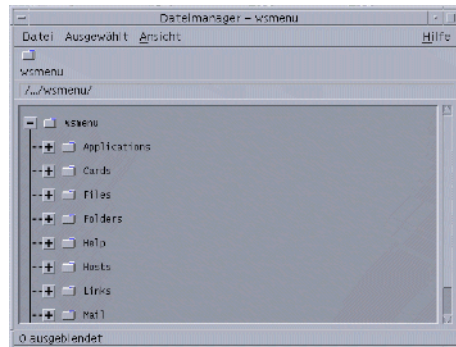 Dateimanager – wsmenu
Datei Ausgewählt Ansicht Hilfe
wsmenu
/.../wsmenu/
wsmenu
Applications
Cards
Files
Folders
Help
Hosts
Links
Mail
0 ausgeblendet